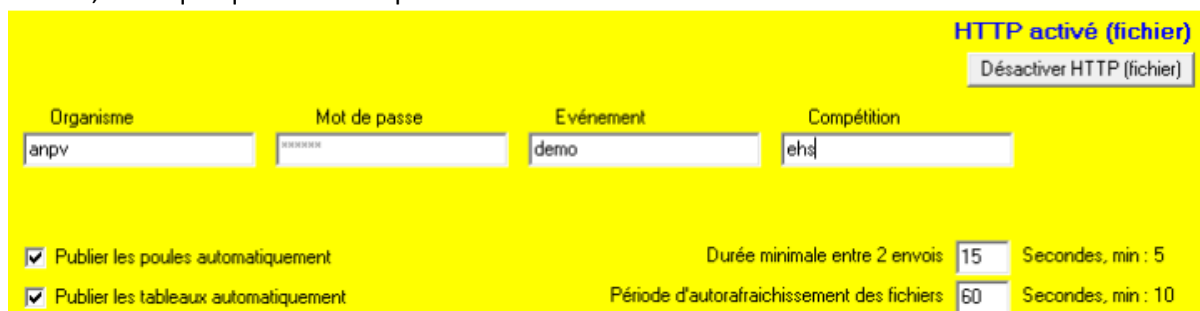 HTTP activé (fichier)
Désactiver HTTP (fichier)
Organisme Mot de passe Evénement Compétition
anpv ****** demo ehs
Publier les poules automatiquement Durée minimale entre 2 envois 15 Secondes, min : 5
Publier les tableaux automatiquement Période d'autorafraichissement des fichiers 60 Secondes, min : 10